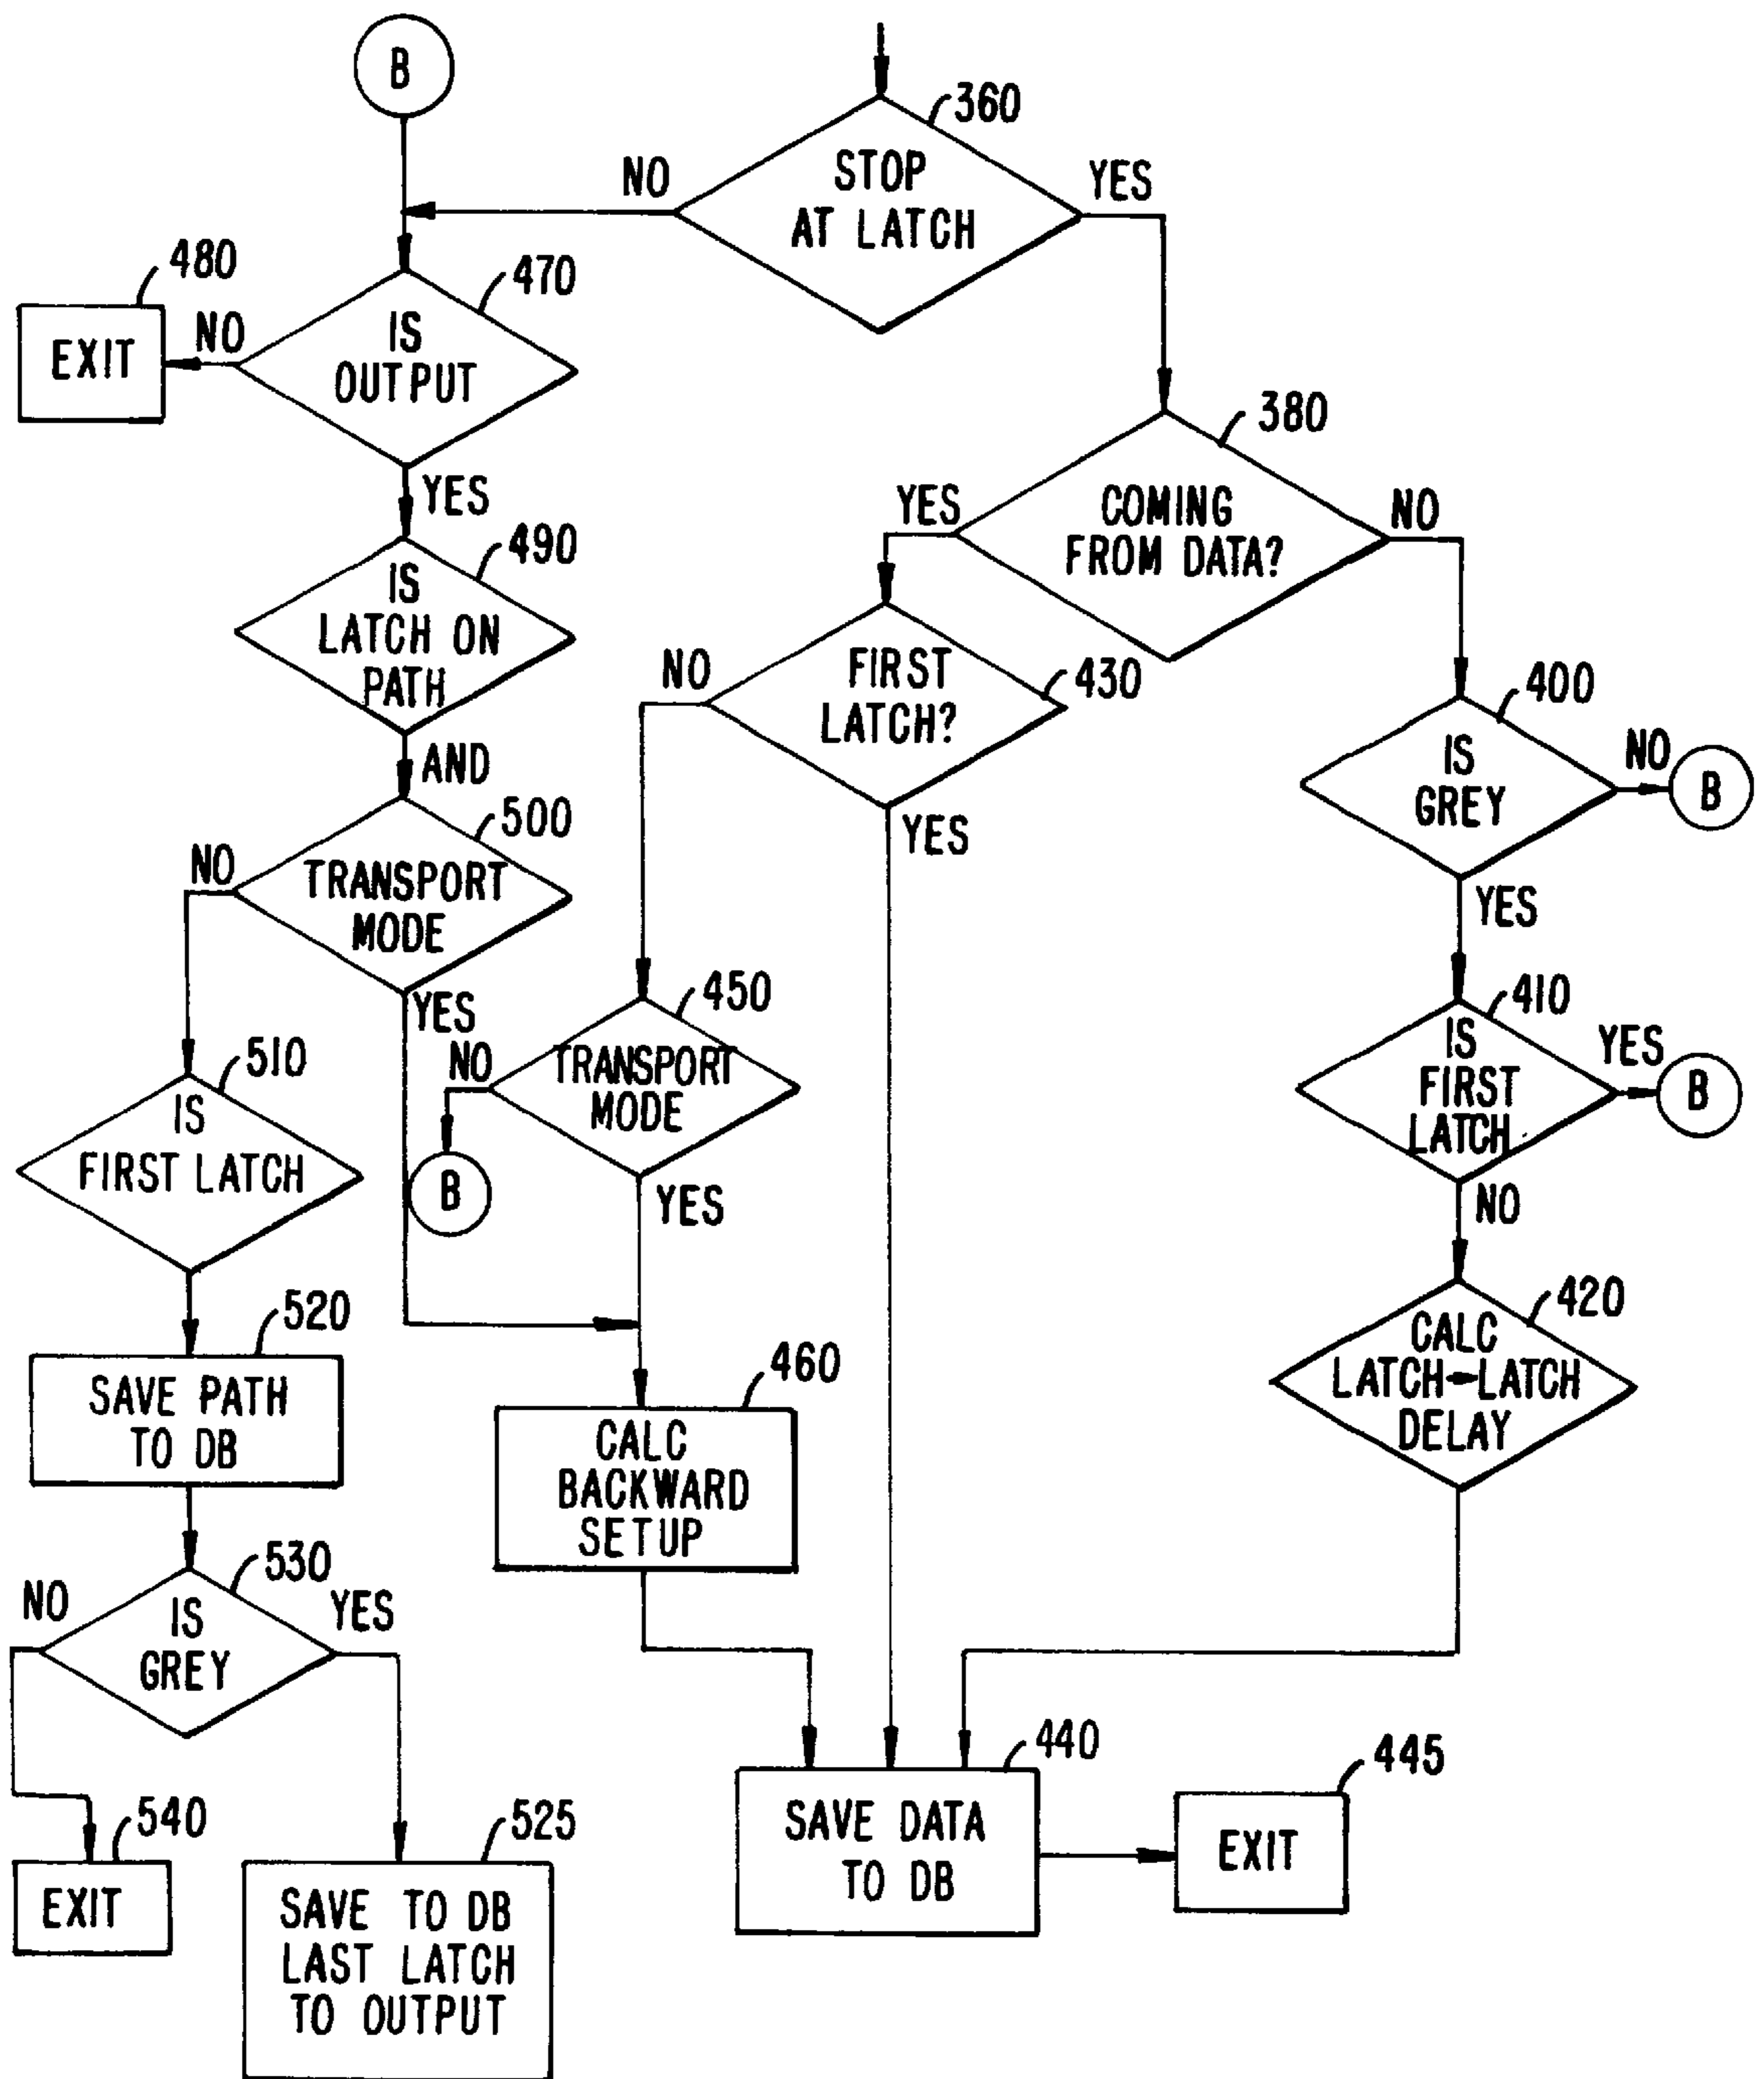 B
360
STOP
AT LATCH
NO
YES
480
EXIT
NO
470
IS
OUTPUT
YES
380
COMING
FROM DATA?
YES
NO
490
IS
LATCH ON
PATH
AND
430
FIRST
LATCH?
NO
YES
400
IS
GREY
NO
B
YES
500
TRANSPORT
MODE
NO
YES
450
TRANSPORT
MODE
NO
B
YES
410
IS
FIRST
LATCH
YES
B
NO
510
IS
FIRST LATCH
420
CALC
LATCH→LATCH
DELAY
520
SAVE PATH
TO DB
460
CALC
BACKWARD
SETUP
530
IS
GREY
NO
YES
440
SAVE DATA
TO DB
445
EXIT
540
EXIT
525
SAVE TO DB
LAST LATCH
TO OUTPUT